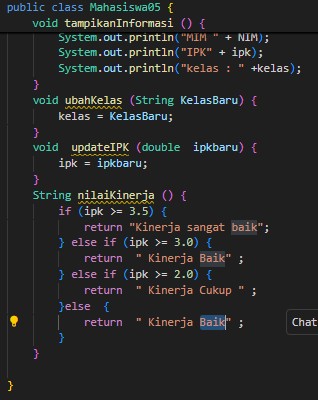 public class Mahasiswa05 {
void tampikanInformasi () {
System.out.println("MIM " + NIM);
System.out.println("IPK" + ipk);
System.out.println("kelas : " +kelas);
}
void ubahKelas (String KelasBaru) {
kelas = KelasBaru;
}
void updateIPK (double ipkbaru) {
ipk = ipkbaru;
}
String nilaiKinerja () {
if (ipk >= 3.5) {
return "Kinerja sangat baik";
} else if (ipk >= 3.0) {
return " Kinerja Baik" ;
} else if (ipk >= 2.0) {
return " Kinerja Cukup " ;
}else {
return " Kinerja Baik" ;
Chat
}
}
}